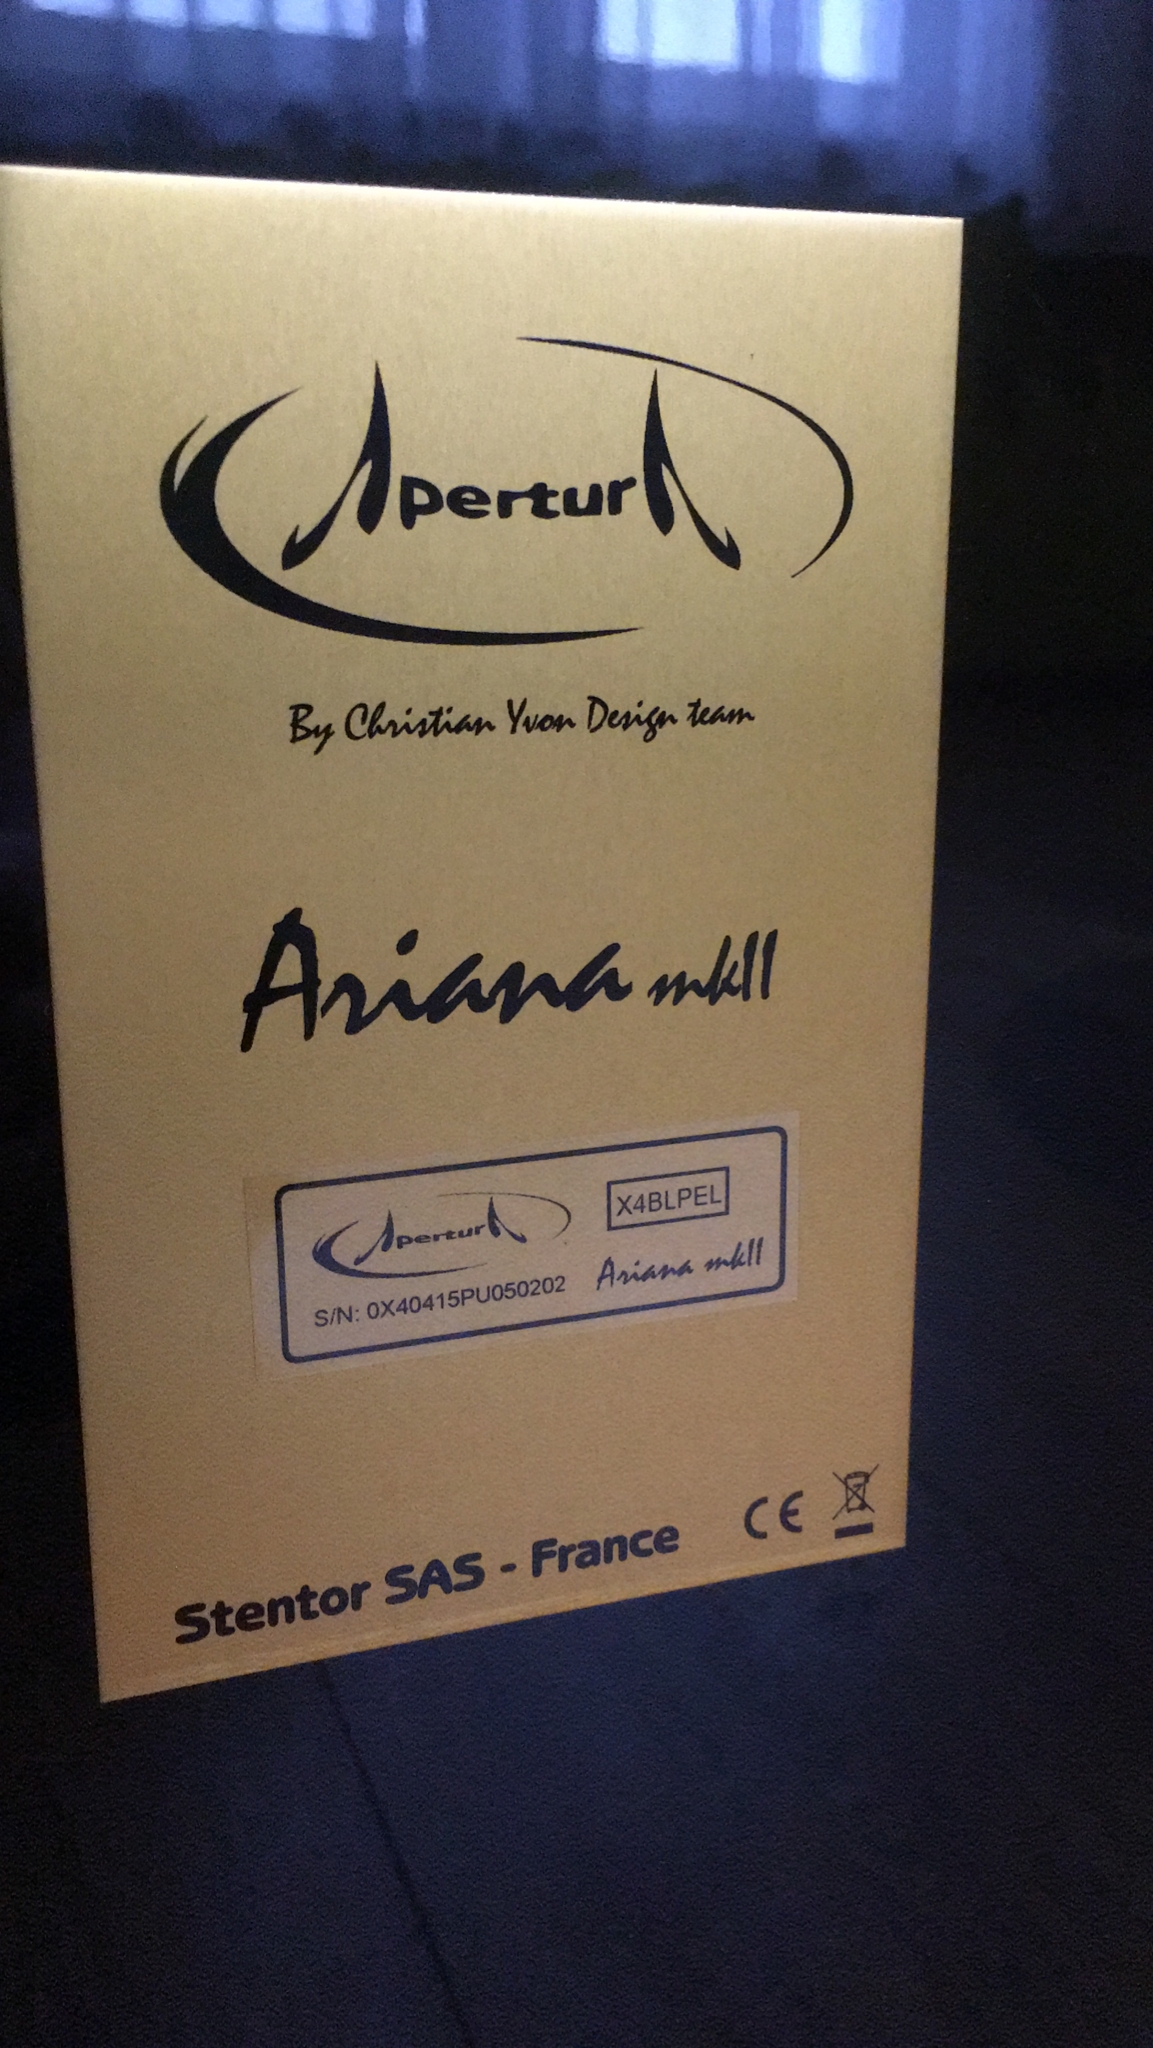 AperturA
By Christian Yvon Design team
Ariana mkII
AperturA
X4BLPEL
S/N: 0X40415PU050202
Ariana mkII
Stentor SAS - France
CE